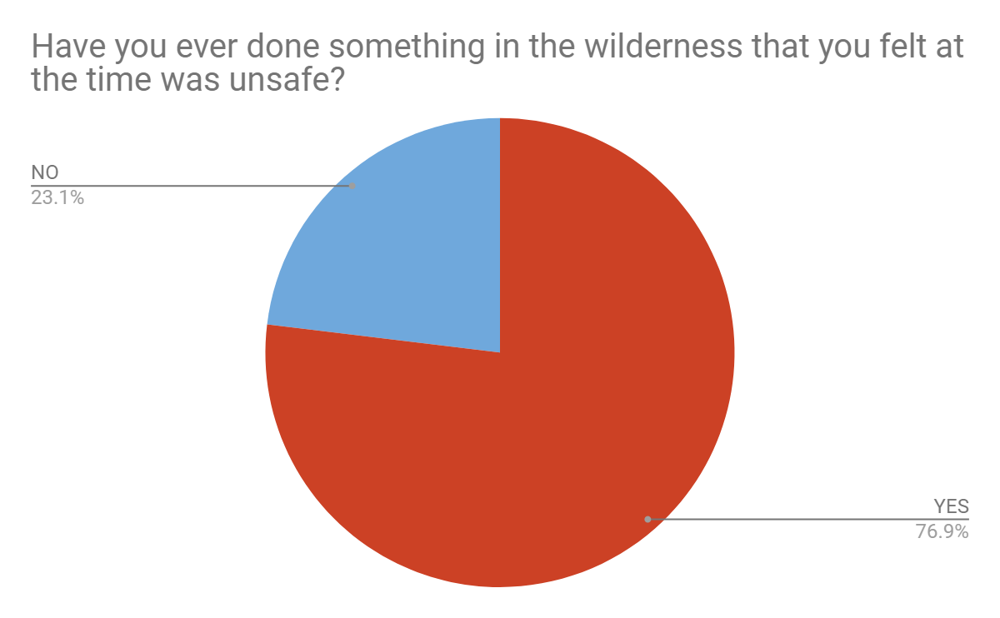 Have you ever done something in the wilderness that you felt at
the time was unsafe?
NO
23.1%
YES
76.9%